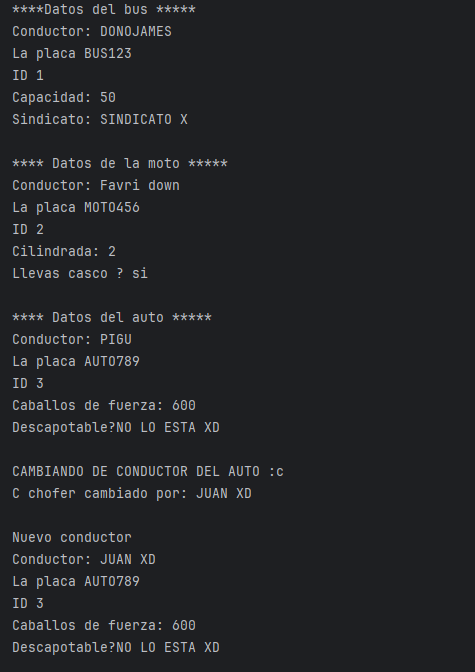 ****Datos del bus *****
Conductor: DONOJAMES
La placa BUS123
ID 1
Capacidad: 50
Sindicato: SINDICATO X
**** Datos de la moto *****
Conductor: Favri down
La placa MOTO456
ID 2
Cilindrada: 2
Llevas casco ? si
**** Datos del auto *****
Conductor: PIGU
La placa AUTO789
ID 3
Caballos de fuerza: 600
Descapotable?NO LO ESTA XD
CAMBIANDO DE CONDUCTOR DEL AUTO :c
C chofer cambiado por: JUAN XD
Nuevo conductor
Conductor: JUAN XD
La placa AUTO789
ID 3
Caballos de fuerza: 600
Descapotable?NO LO ESTA XD